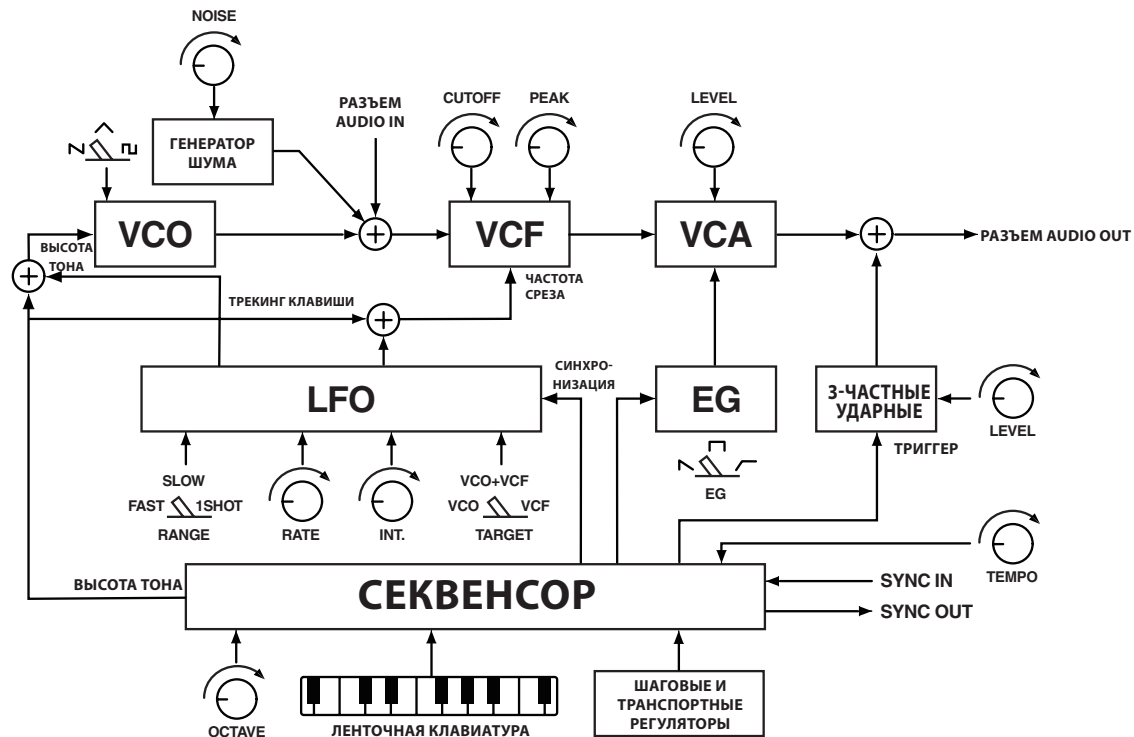 NOISE
РАЗЪЕМ
AUDIO IN
CUTOFF
PEAK
LEVEL
ГЕНЕРАТОР
ШУМА
VCO
VCF
VCA
РАЗЪЕМ AUDIO OUT
ВЫСОТА
ТОНА
ЧАСТОТА
СРЕЗА
ТРЕКИНГ КЛАВИШИ
LFO
СИНХРО-
НИЗАЦИЯ
EG
3-ЧАСТНЫЕ
УДАРНЫЕ
LEVEL
ТРИГГЕР
SLOW
FAST
1SHOT
RANGE
RATE
INT.
VCO+VCF
VCO
VCF
TARGET
EG
TEMPO
ВЫСОТА ТОНА
СЕКВЕНСОР
SYNC IN
SYNC OUT
OCTAVE
ЛЕНТОЧНАЯ КЛАВИАТУРА
ШАГОВЫЕ И
ТРАНСПОРТНЫЕ
РЕГУЛЯТОРЫ